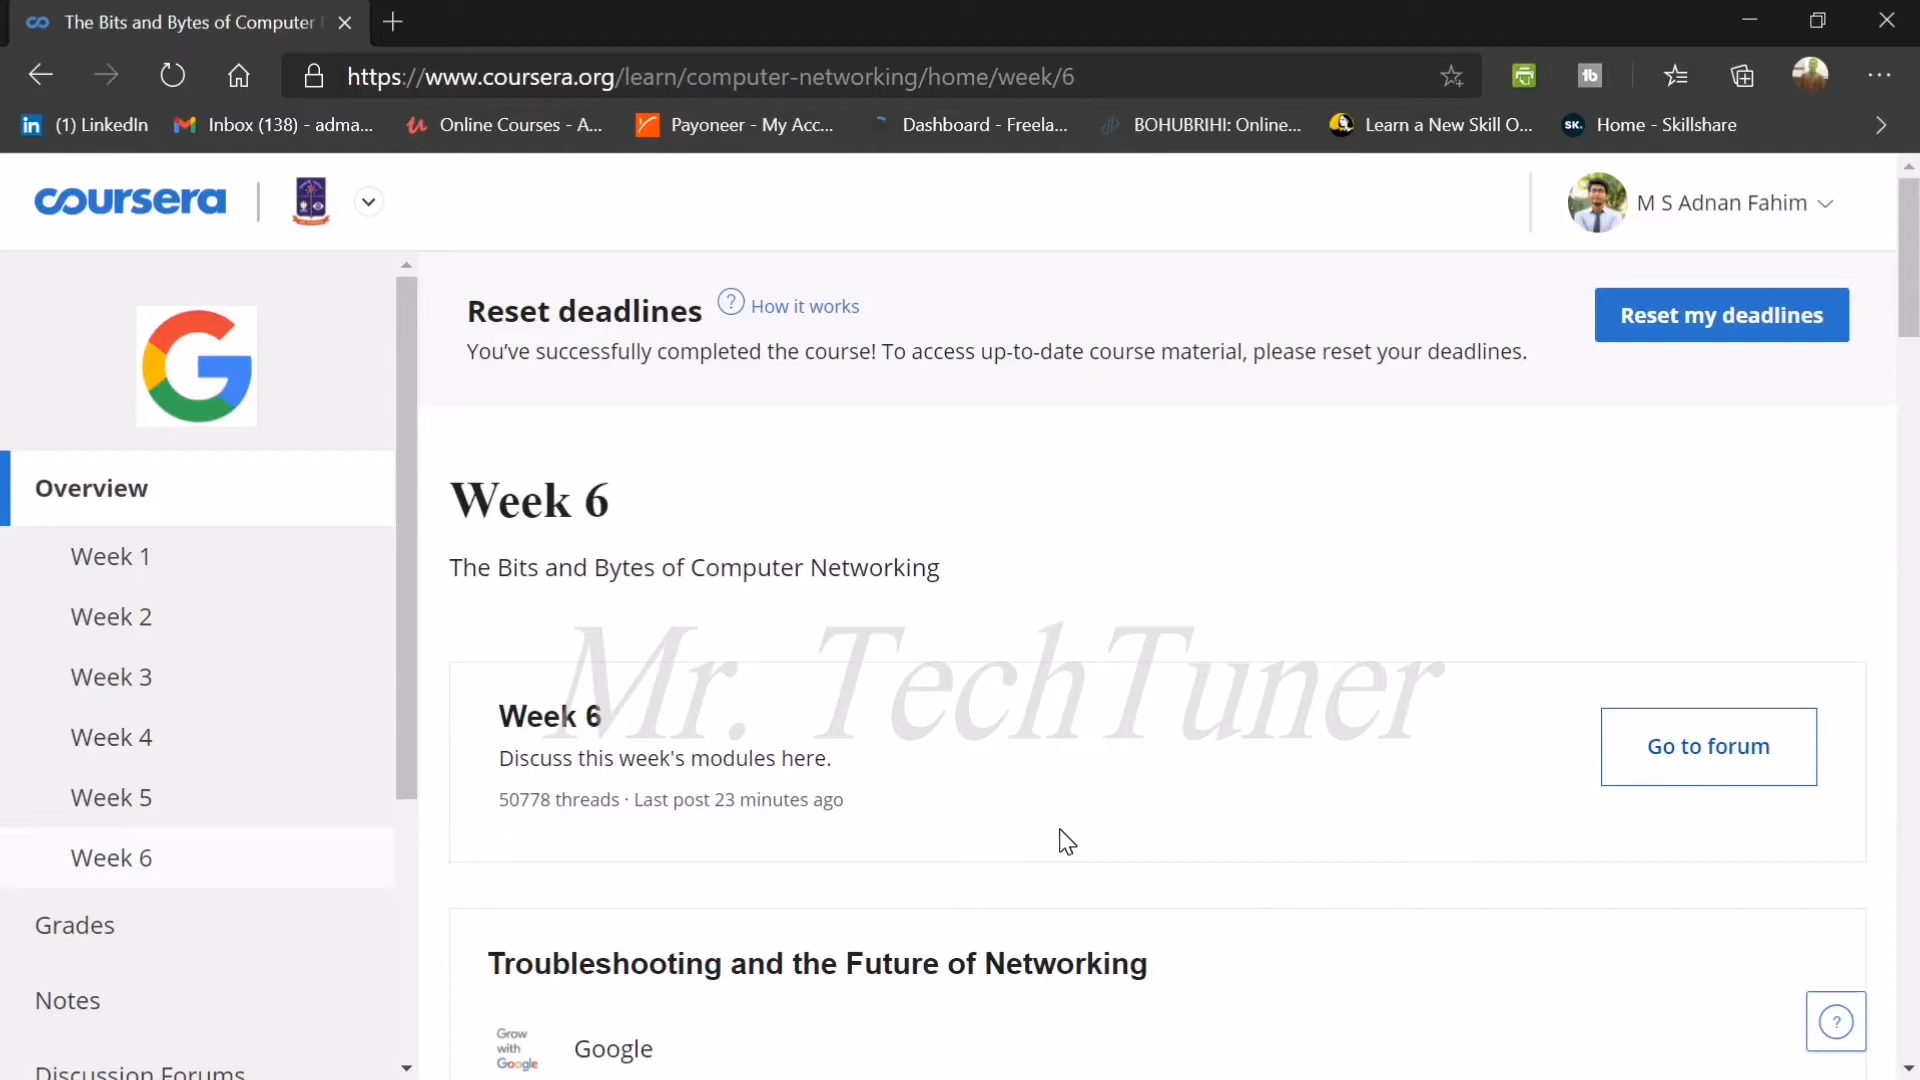 The Bits and Bytes of Computer
https://www.coursera.org/learn/computer-networking/home/week/6
(1) LinkedIn
Inbox (138) - adma...
Online Courses - A...
Payoneer - My Acc...
Dashboard - Freela...
BOHUBRIHI: Online...
Learn a New Skill O...
SK.
Home - Skillshare
coursera
M S Adnan Fahim
Reset deadlines
How it works
You've successfully completed the course! To access up-to-date course material, please reset your deadlines.
Reset my deadlines
Overview
Week 1
Week 2
Week 3
Week 4
Week 5
Week 6
Grades
Notes
Discussion Forums
Week 6
The Bits and Bytes of Computer Networking
Mr. TechTuner
Week 6
Discuss this week's modules here.
50778 threads · Last post 23 minutes ago
Go to forum
Troubleshooting and the Future of Networking
Grow
with
Google
Google